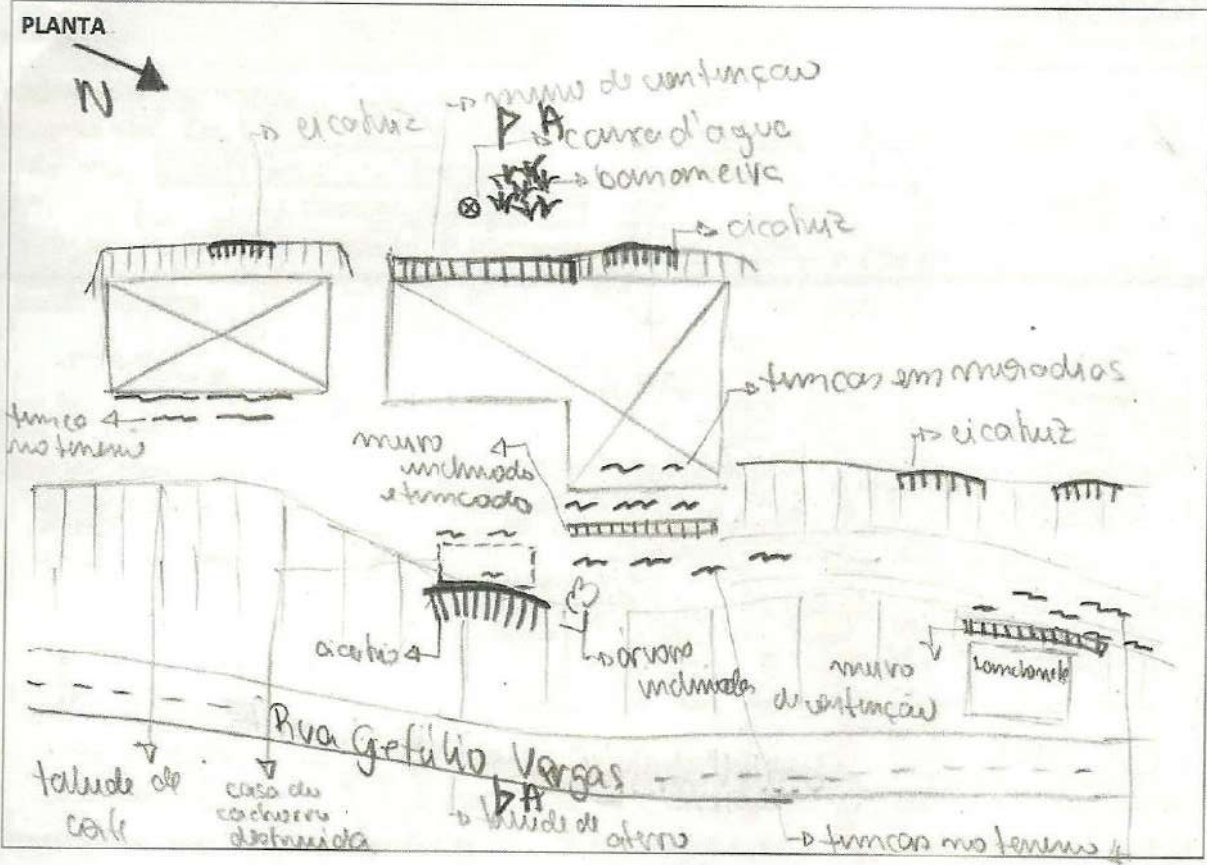 PLANTA
N
cicatriz
muro de contenção
A
caixa d'agua
bananeira
cicatriz
trincas em moradias
trinca
no terreno
muro
inclinado
e trincado
cicatriz
cicatriz
árvore
inclinada
muro
de contenção
lanchonete
Rua Getúlio Vargas
A
talude de
corte
casa do
cachorro
destruída
talude de
aterro
trincas no terreno